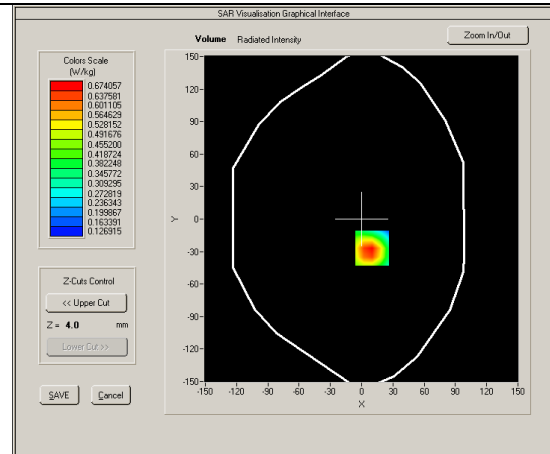 SAR Visualisation Graphical Interface
Volume Radiated Intensity
Zoom In/Out
Colors Scale
(W/kg)
0.674057
0.637581
0.601105
0.564629
0.528152
0.491676
0.455200
0.418724
0.382248
0.345772
0.309295
0.272819
0.236343
0.199867
0.163391
0.126915
Z-Cuts Control
<< Upper Cut
Z = 4.0 mm
Lower Cut >>
SAVE Cancel
150
120
90
60
30
0
-30
-60
-90
-120
-150
Y
-150 -120 -90 -60 -30 0 30 60 90 120 150
X